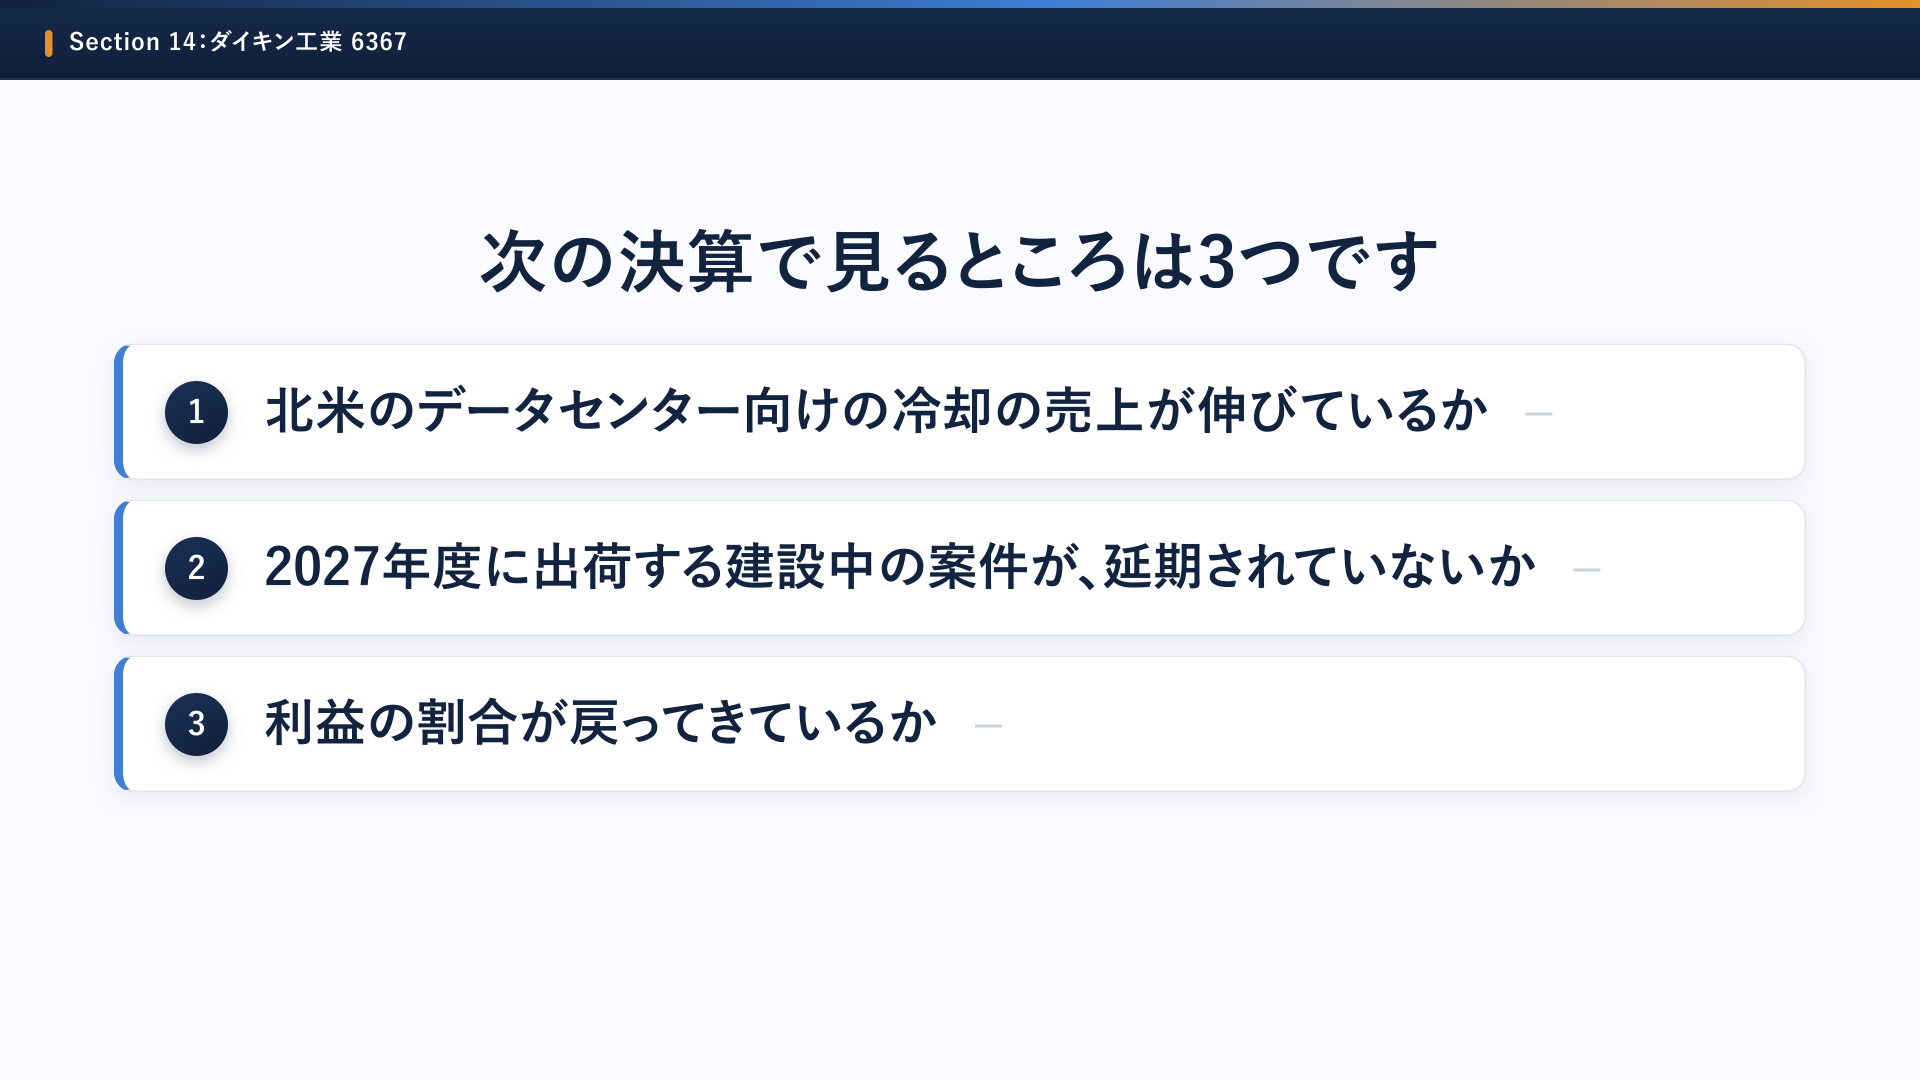 Section 14：ダイキン工業 6367
次の決算で見るところは3つです
1 北米のデータセンター向けの冷却の売上が伸びているか —
2 2027年度に出荷する建設中の案件が、延期されていないか —
3 利益の割合が戻ってきているか —